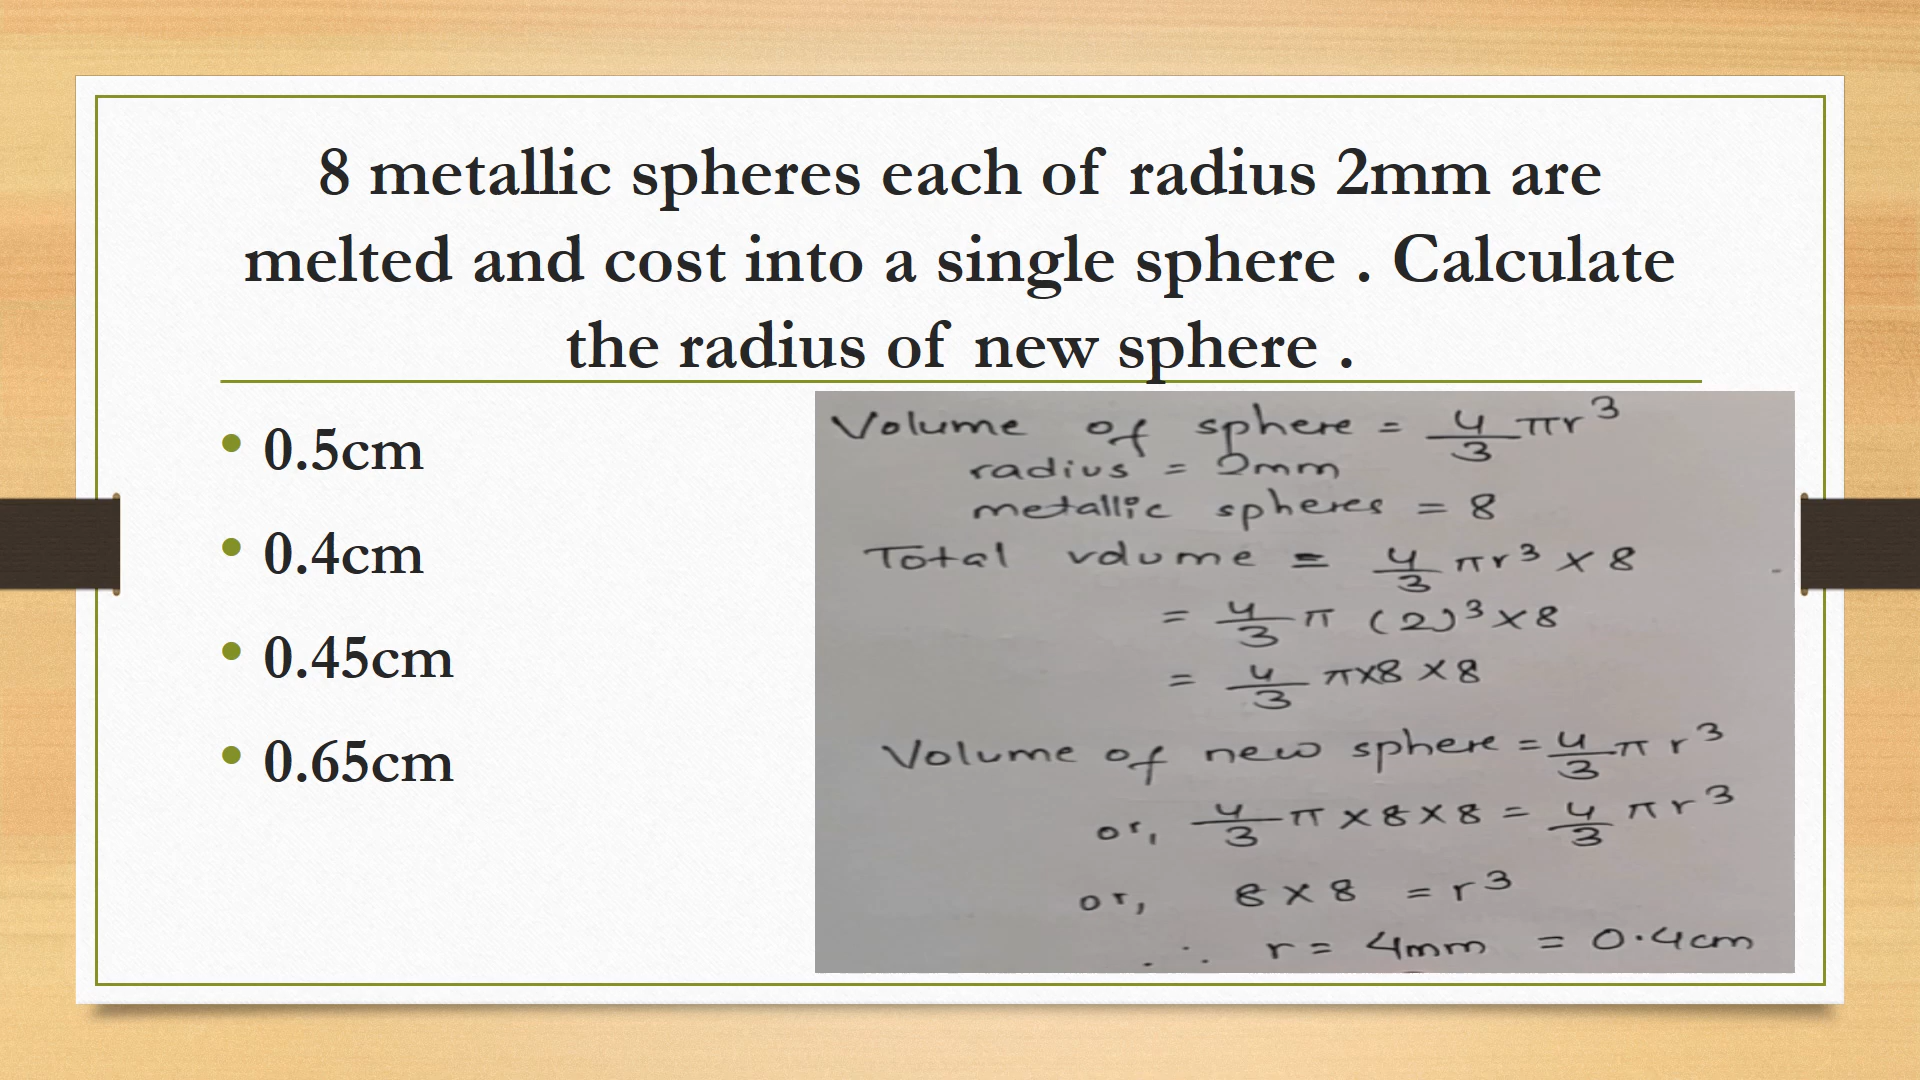 8 metallic spheres each of radius 2mm are
melted and cost into a single sphere . Calculate
the radius of new sphere .
• 0.5cm
• 0.4cm
• 0.45cm
• 0.65cm
Volume of sphere = 4/3 πr³
radius = 2mm
metallic spheres = 8
Total volume = 4/3 πr³ × 8
= 4/3 π (2)³ × 8
= 4/3 π×8 × 8
Volume of new sphere = 4/3 π r³
or, 4/3 π × 8 × 8 = 4/3 π r³
or, 8 × 8 = r³
∴ r = 4mm = 0.4cm